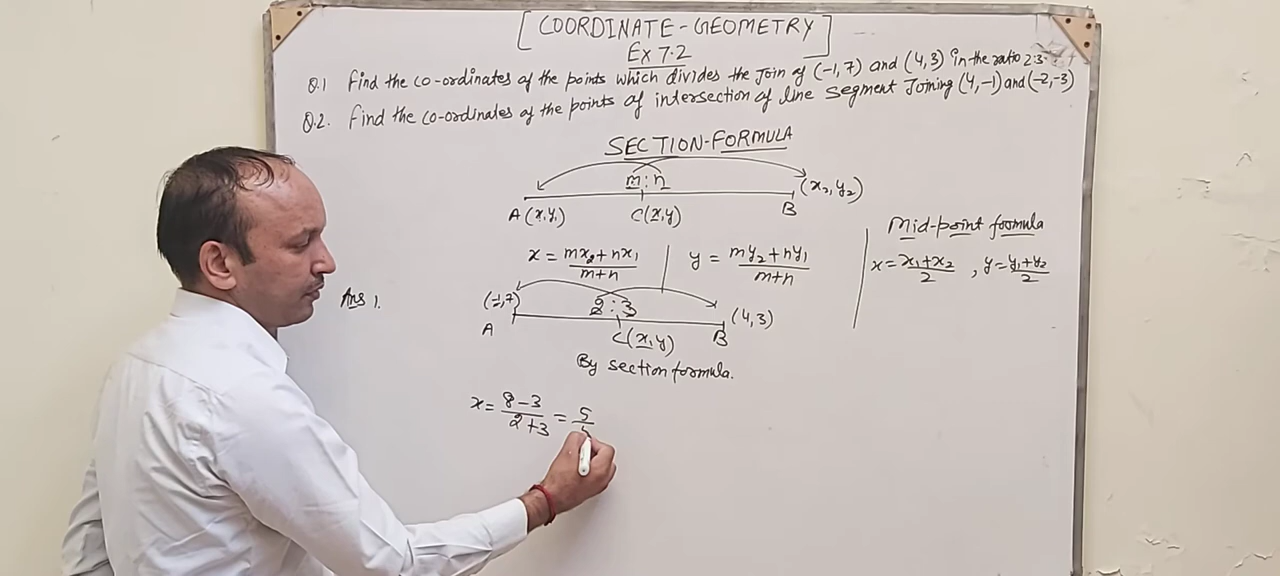 [COORDINATE-GEOMETRY]
Ex 7.2
Q.1 Find the co-ordinates of the points which divides the Join of (-1,7) and (4,3) in the ratio 2:3.
Q.2. Find the co-ordinates of the points of intersection of line segment Joining (4,-1) and (-2,-3)
SECTION-FORMULA
m:n
(x₂, y₂)
A(x₁y₁) C(x,y) B
Mid-point formula
x = mx₂+nx₁/m+n | y = my₂+ny₁/m+n
x = x₁+x₂/2 , y = y₁+y₂/2
Ans 1. (-1,7) 2:3 (4,3)
A C(x,y) B
By section formula.
x = 8-3/2+3 = 5/5